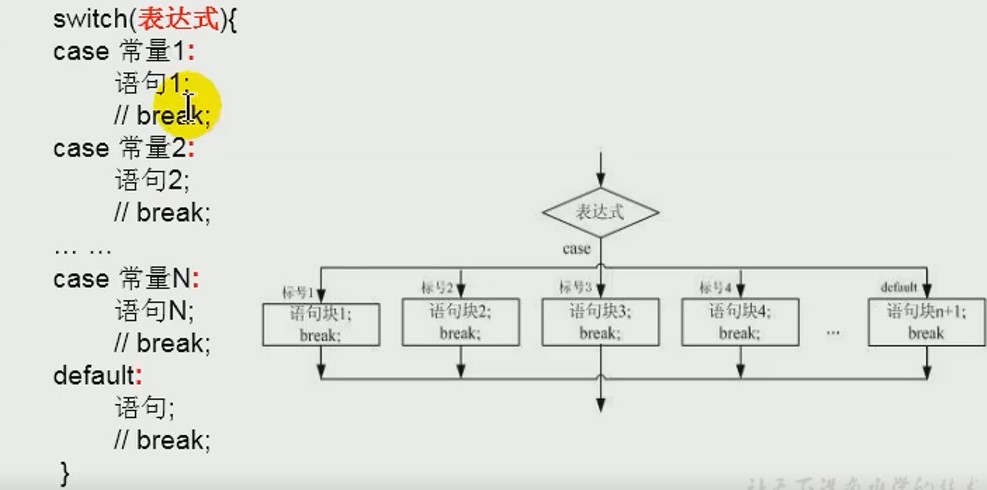 switch(表达式){
case 常量1:
语句1;
// break;
case 常量2:
语句2;
// break;
... ...
case 常量N:
语句N;
// break;
default:
语句;
// break;
}
表达式
case
标号1 标号2 标号3 标号4 default
语句块1; 语句块2; 语句块3; 语句块4; ... 语句块n+1;
break; break; break; break; break